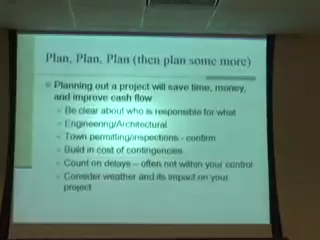 Plan, Plan, Plan (then plan some more)
Planning out a project will save time, money,
and improve cash flow
Be clear about who is responsible for what
Engineering/Architectural
Town permitting/inspections - confirm
Build in cost of contingencies
Count on delays – often not within your control
Consider weather and its impact on your
project